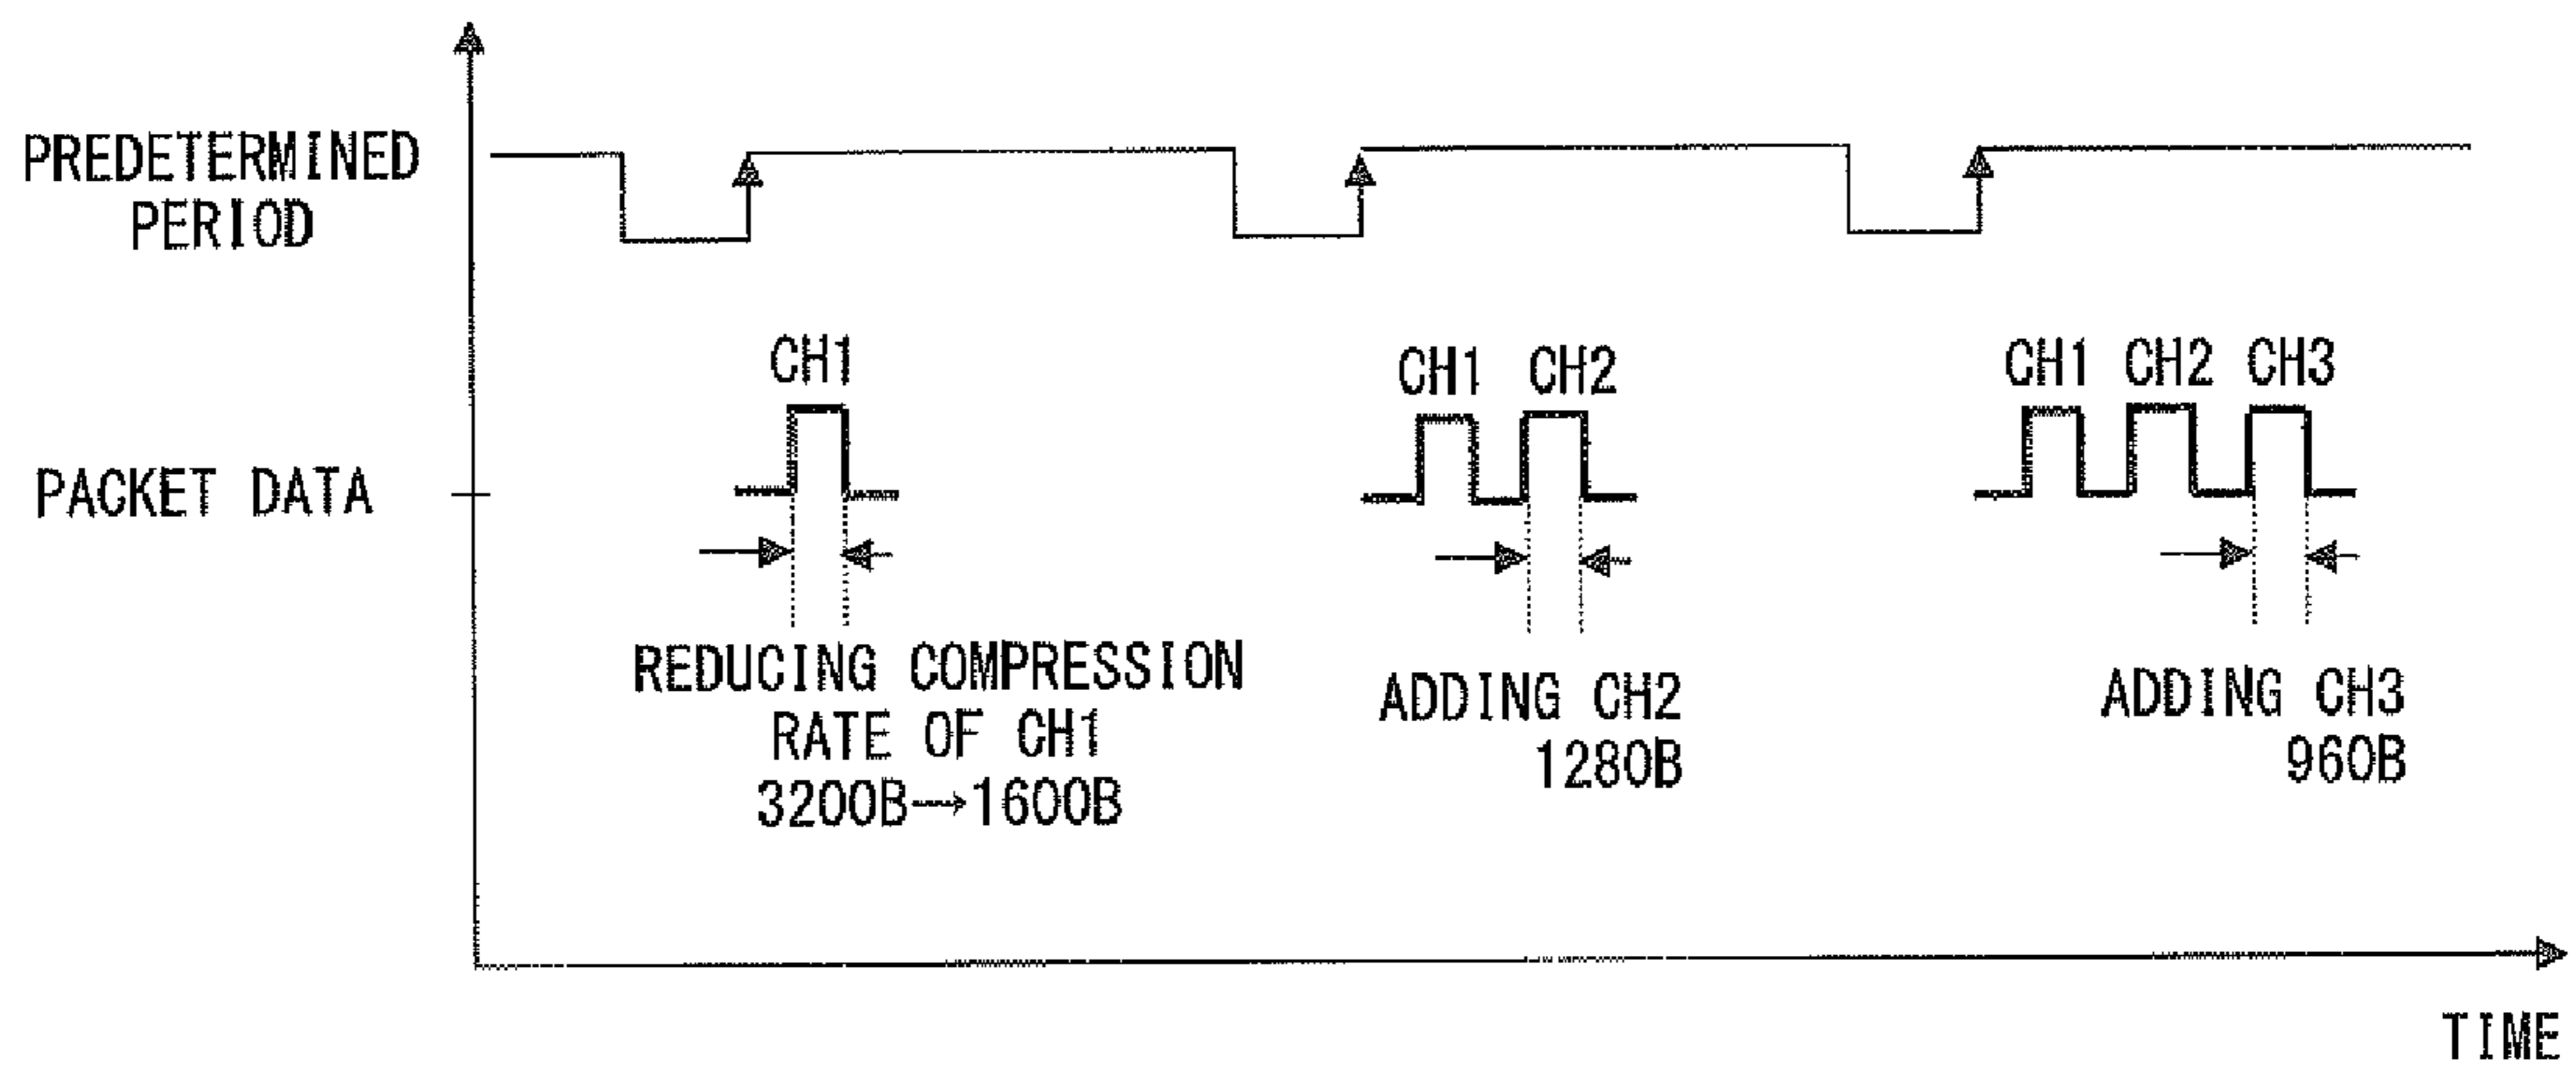 PREDETERMINED
PERIOD
CH1
CH1 CH2
CH1 CH2 CH3
PACKET DATA
REDUCING COMPRESSION
RATE OF CH1
3200B→1600B
ADDING CH2
1280B
ADDING CH3
960B
TIME